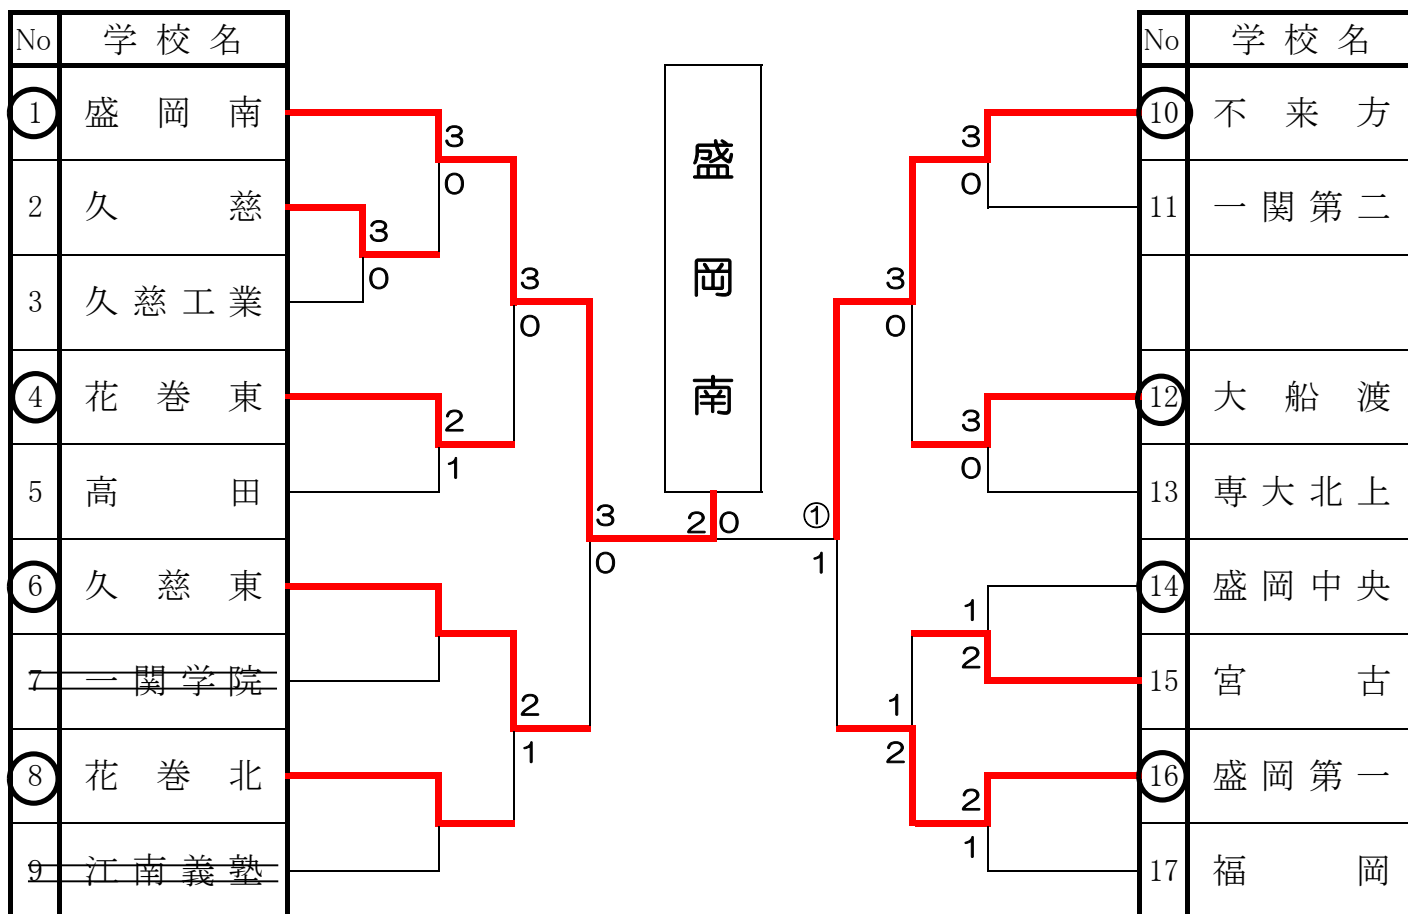 No 学校名
1 盛岡南
2 久慈
3 久慈工業
4 花巻東
5 高田
6 久慈東
7 一関学院
8 花巻北
9 江南義塾
3
0
3
0
3
0
2
1
3
0
2
1
盛岡南
2 0
①
1
3
0
3
0
3
0
1
2
1
2
2
1
No 学校名
10 不来方
11 一関第二
12 大船渡
13 専大北上
14 盛岡中央
15 宮古
16 盛岡第一
17 福岡